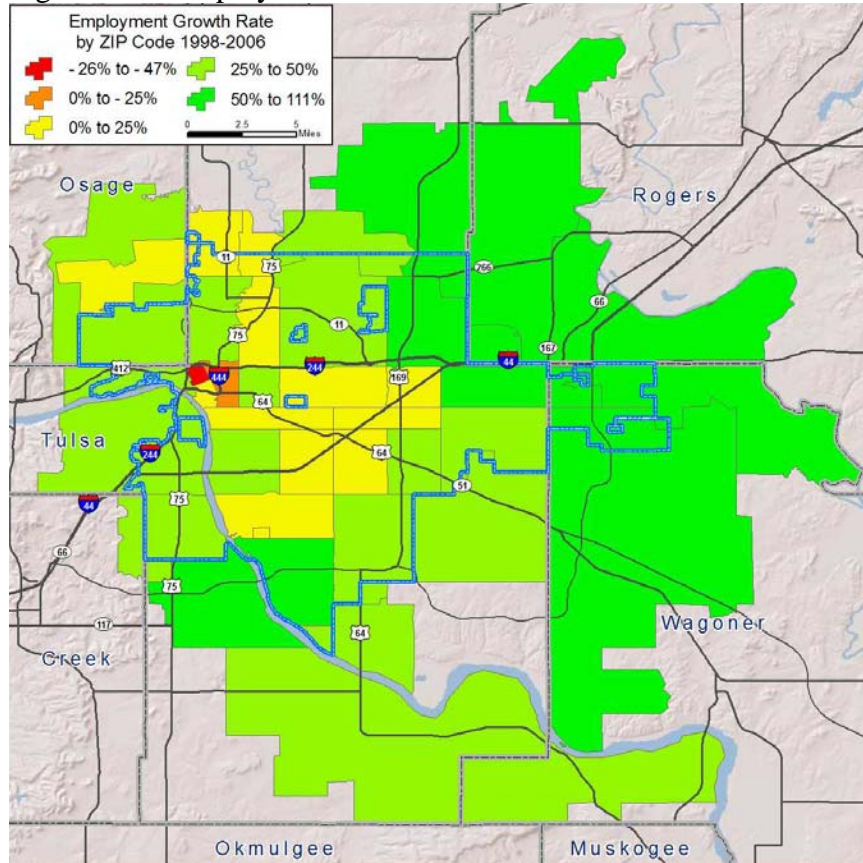 Employment Growth Rate
by ZIP Code 1998-2006
- 26% to - 47%
25% to 50%
0% to - 25%
50% to 111%
0% to 25%
0 2.5 5
Miles
Osage
Rogers
11
75
266
66
75
11
167
412
444
244
44
169
64
Tulsa
64
244
51
75
44
66
75
64
117
Wagoner
Creek
Okmulgee
Muskogee